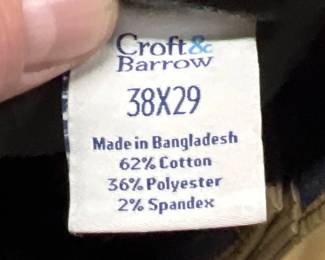 Croft&
Barrow
38X29
Made in Bangladesh
62% Cotton
36% Polyester
2% Spandex